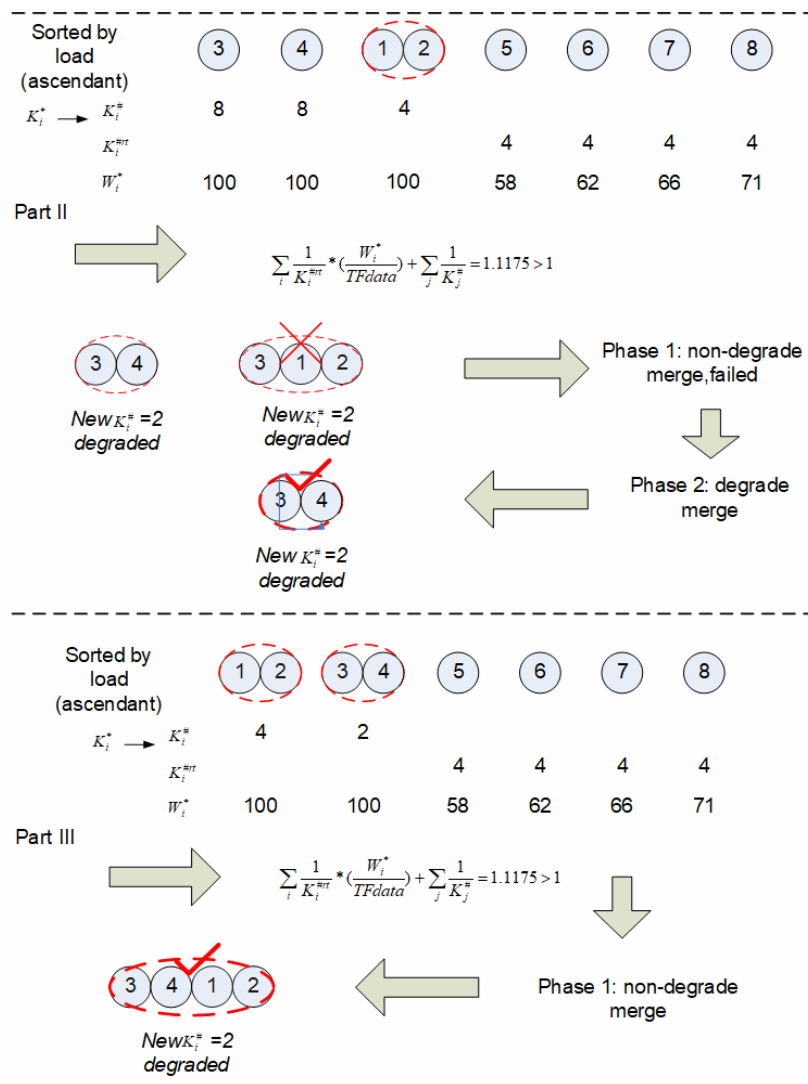 Sorted by
load
(ascendant)
3 4 1 2 5 6 7 8
K_i^* → K_i^# 8 8 4
K_i^{#rt} 4 4 4 4
W_i^* 100 100 100 58 62 66 71
Part II
∑_i 1/K_i^{#rt} * (W_i^*/TFdata) + ∑_j 1/K_j^# = 1.1175 > 1
3 4
New K_i^# =2
degraded
3 1 2
New K_i^# =2
degraded
Phase 1: non-degrade
merge,failed
Phase 2: degrade
merge
3 4
New K_i^# =2
degraded
Sorted by
load
(ascendant)
1 2 3 4 5 6 7 8
K_i^* → K_i^# 4 2
K_i^{#rt} 4 4 4 4
W_i^* 100 100 58 62 66 71
Part III
∑_i 1/K_i^{#rt} * (W_i^*/TFdata) + ∑_j 1/K_j^# = 1.1175 > 1
Phase 1: non-degrade
merge
3 4 1 2
New K_i^# =2
degraded